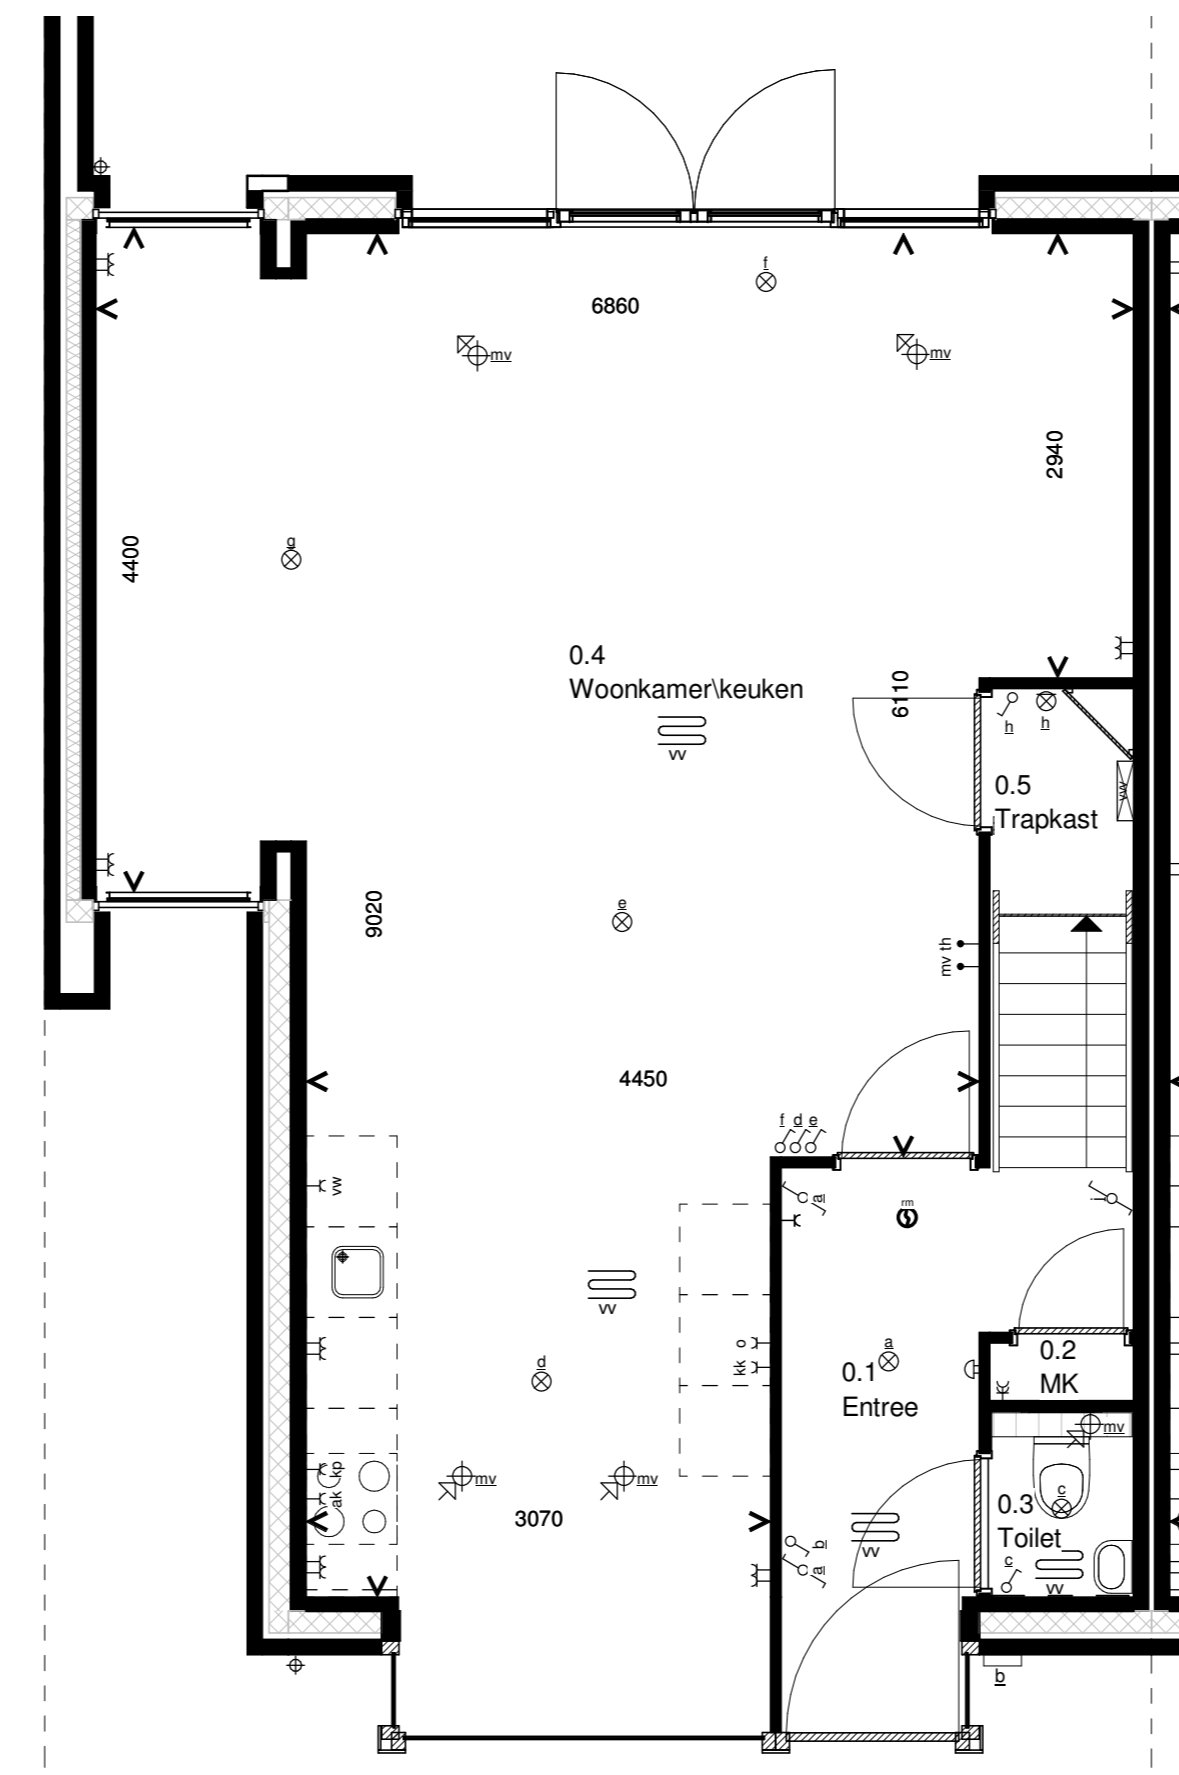 f
6860
mv
mv
2940
g
4400
0.4
Woonkamer\keuken
vv
6110
h
h
0.5
Trapkast
vw
9020
e
mv th
4450
f d e
vw
a
rm
i
vv
o
kk
d
a
0.1
Entree
0.2
MK
mv
kp
ak
mv
mv
c
0.3
Toilet
3070
b
a
vv
c
vv
b